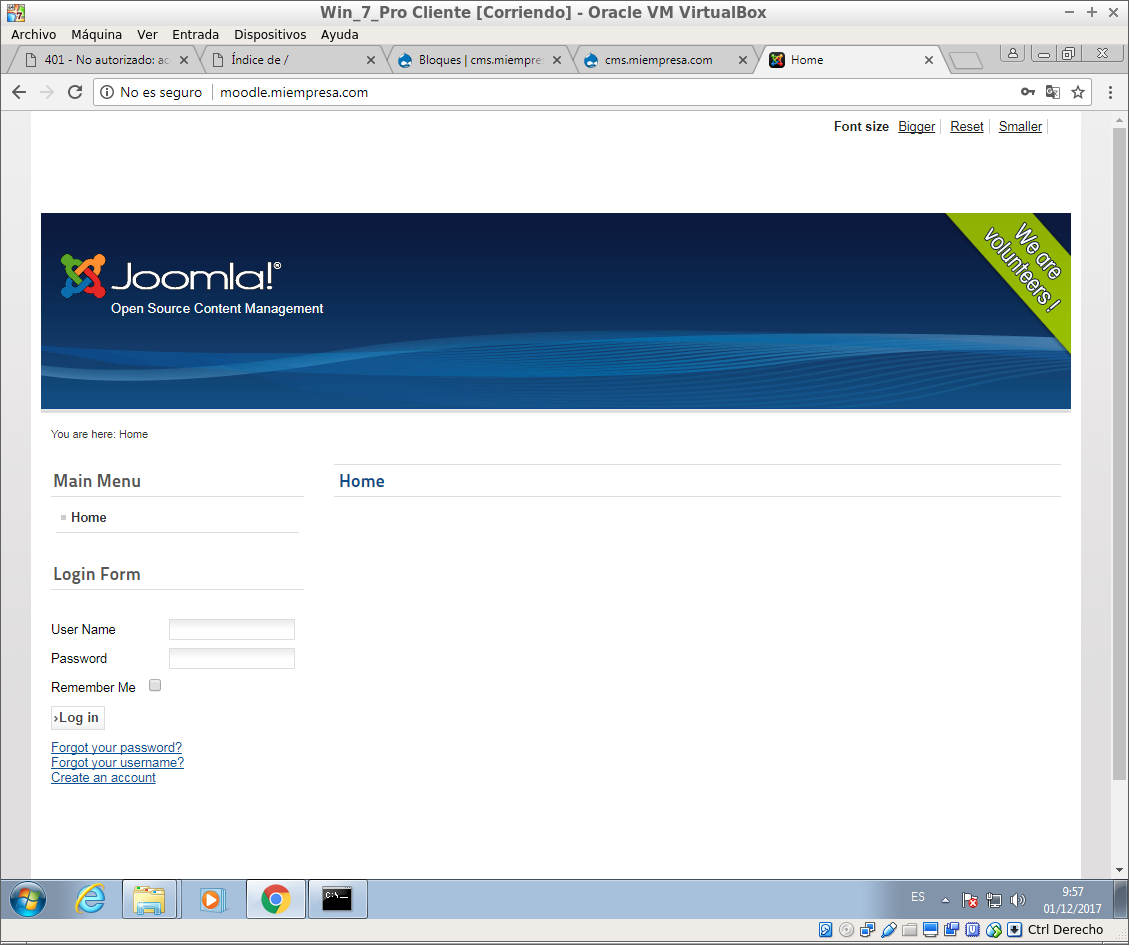 Win_7_Pro Cliente [Corriendo] - Oracle VM VirtualBox
Archivo Máquina Ver Entrada Dispositivos Ayuda
401 - No autorizado: ac
Índice de /
Bloques | cms.miempre
cms.miempresa.com
Home
No es seguro moodle.miempresa.com
Font size Bigger Reset Smaller
Joomla!®
Open Source Content Management
We are
volunteers !
You are here: Home
Main Menu
Home
Home
Login Form
User Name
Password
Remember Me
›Log in
Forgot your password?
Forgot your username?
Create an account
C:\_
ES
9:57
01/12/2017
Ctrl Derecho